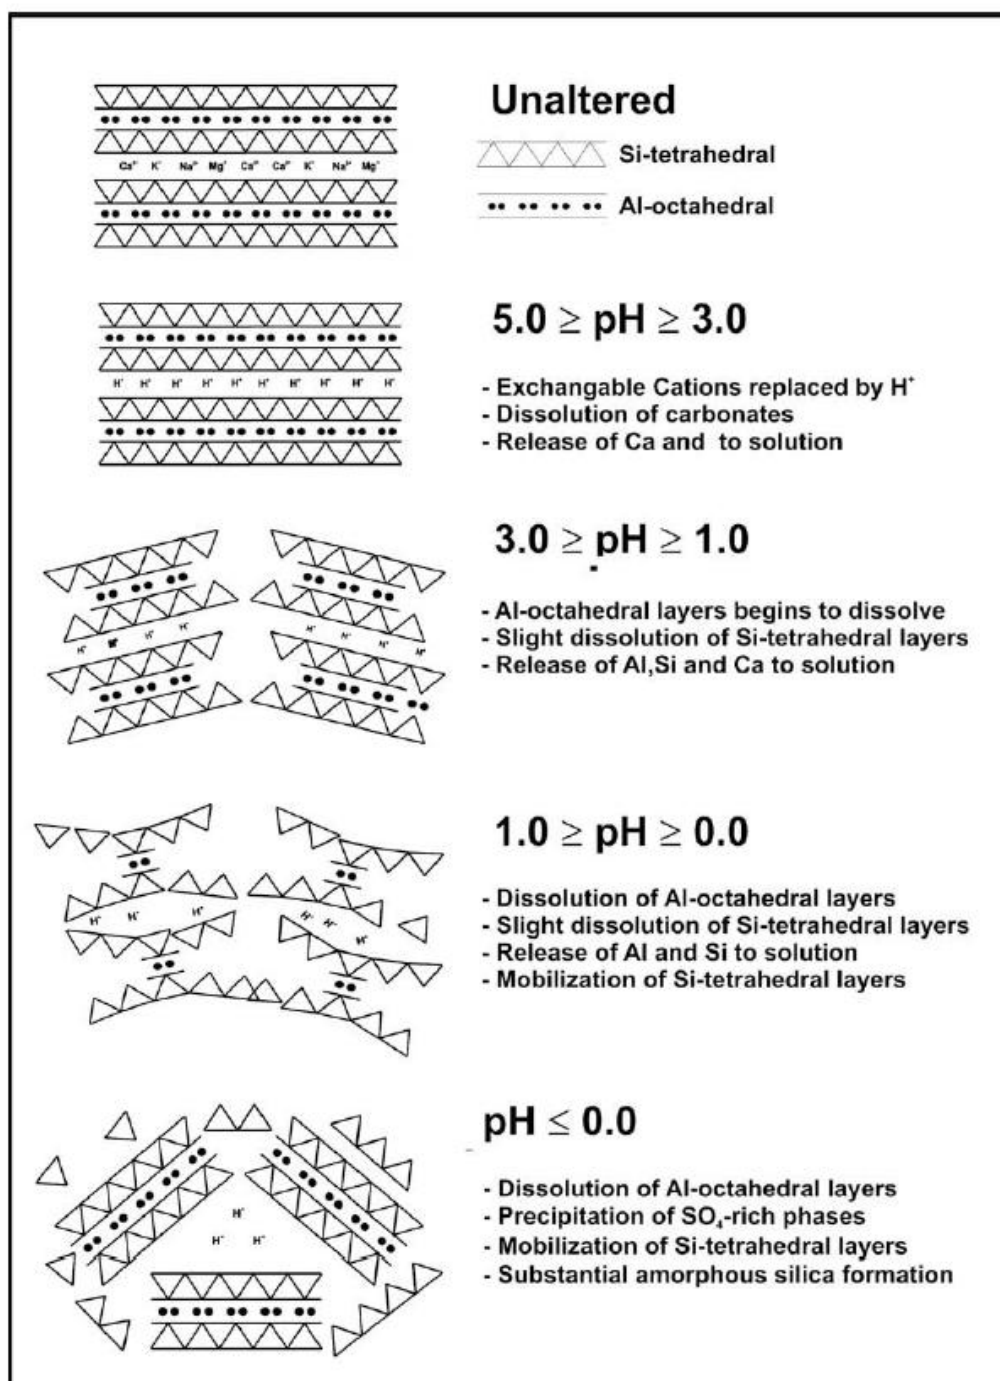 Unaltered
Si-tetrahedral
Al-octahedral
Ca²⁺ K⁺ Na²⁺ Mg⁺ Ca²⁺ Ca²⁺ K⁺ Na²⁺ Mg⁺
5.0 ≥ pH ≥ 3.0
H⁺ H⁺ H⁺ H⁺ H⁺ H⁺ H⁺ H⁺ H⁺ H⁺
- Exchangable Cations replaced by H⁺
- Dissolution of carbonates
- Release of Ca and to solution
3.0 ≥ pH ≥ 1.0
- Al-octahedral layers begins to dissolve
- Slight dissolution of Si-tetrahedral layers
- Release of Al,Si and Ca to solution
H⁺ H⁺ H⁺ H⁺
H⁺ H⁺ H⁺ H⁺
1.0 ≥ pH ≥ 0.0
- Dissolution of Al-octahedral layers
- Slight dissolution of Si-tetrahedral layers
- Release of Al and Si to solution
- Mobilization of Si-tetrahedral layers
H⁺ H⁺ H⁺
H⁺ H⁺ H⁺
pH ≤ 0.0
- Dissolution of Al-octahedral layers
- Precipitation of SO₄-rich phases
- Mobilization of Si-tetrahedral layers
- Substantial amorphous silica formation
H⁺
H⁺ H⁺